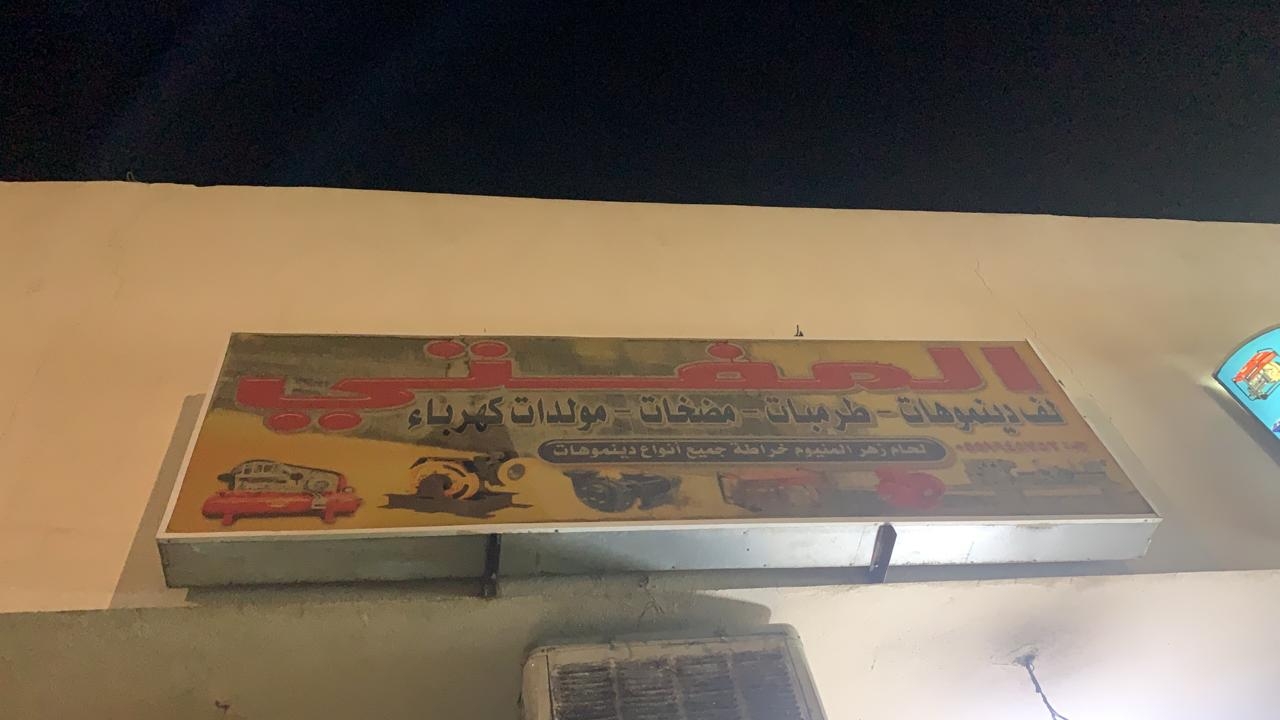 المفتي
لف دينموهات - طرمبات - مضخات - مولدات كهرباء
لحام زهر المنيوم خراطة جميع أنواع دينموهات